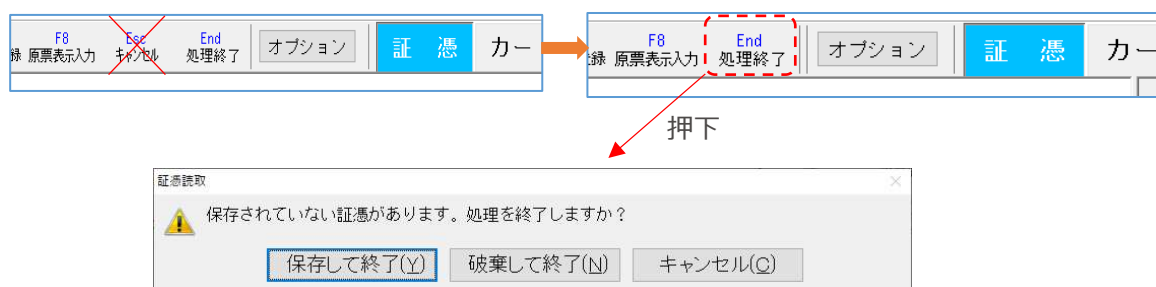 F8 Esc End
録 原票表示入力 キャンセル 処理終了 オプション 証 憑 カー
F8 End
録 原票表示入力 処理終了 オプション 証 憑 カー
押下
証憑読取
保存されていない証憑があります。処理を終了しますか？
保存して終了(Y) 破棄して終了(N) キャンセル(C)